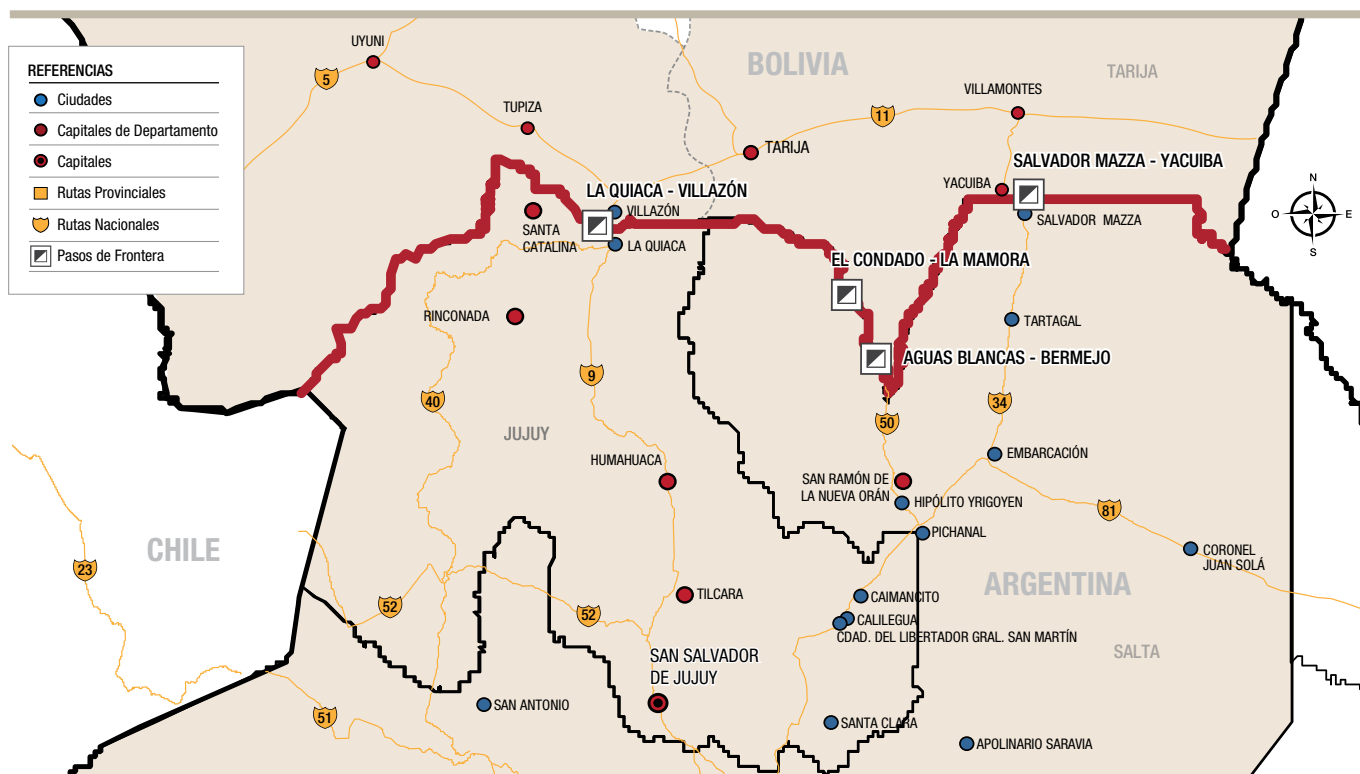 REFERENCIAS
Ciudades
Capitales de Departamento
Capitales
Rutas Provinciales
Rutas Nacionales
Pasos de Frontera
UYUNI
5
BOLIVIA
TARIJA
TUPIZA
11
VILLAMONTES
TARIJA
SALVADOR MAZZA - YACUIBA
YACUIBA
LA QUIACA - VILLAZÓN
VILLAZÓN
SALVADOR MAZZA
SANTA
CATALINA
LA QUIACA
N
O
E
S
EL CONDADO - LA MAMORA
RINCONADA
TARTAGAL
AGUAS BLANCAS - BERMEJO
9
40
34
50
JUJUY
HUMAHUACA
EMBARCACIÓN
SAN RAMÓN DE
LA NUEVA ORÁN
HIPÓLITO YRIGOYEN
81
PICHANAL
CHILE
CORONEL
JUAN SOLÁ
23
ARGENTINA
TILCARA
CAIMANCITO
52
52
CALILEGUA
CDAD. DEL LIBERTADOR GRAL. SAN MARTÍN
SAN SALVADOR
DE JUJUY
SALTA
SAN ANTONIO
51
SANTA CLARA
APOLINARIO SARAVIA